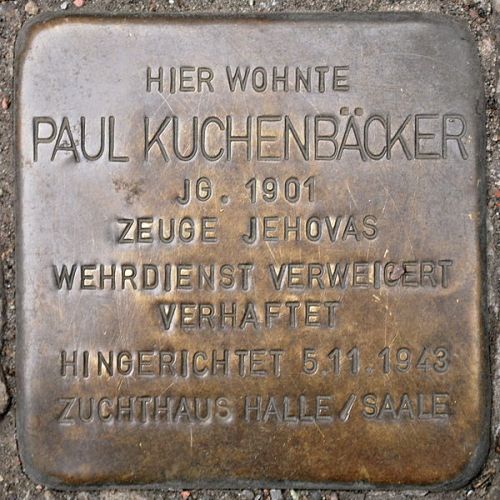 HIER WOHNTE
PAUL KUCHENBÄCKER
JG. 1901
ZEUGE JEHOVAS
WEHRDIENST VERWEIGERT
VERHAFTET
HINGERICHTET 5.11.1943
ZUCHTHAUS HALLE/SAALE